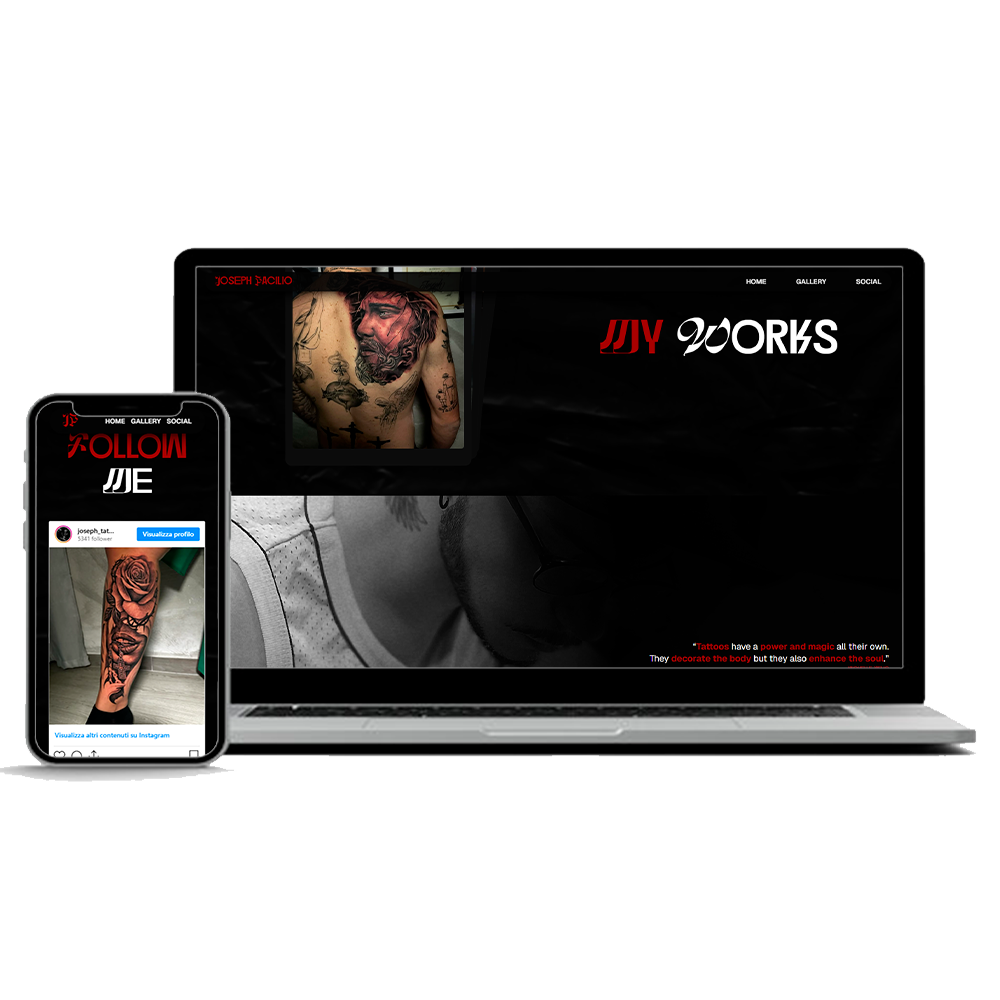 JOSEPH PACILIO
HOME GALLERY SOCIAL
MY WORKS
“Tattoos have a power and magic all their own.
They decorate the body but they also enhance the soul.”
JP
HOME GALLERY SOCIAL
FOLLOW
ME
joseph_tat...
5341 follower
Visualizza profilo
Visualizza altri contenuti su Instagram